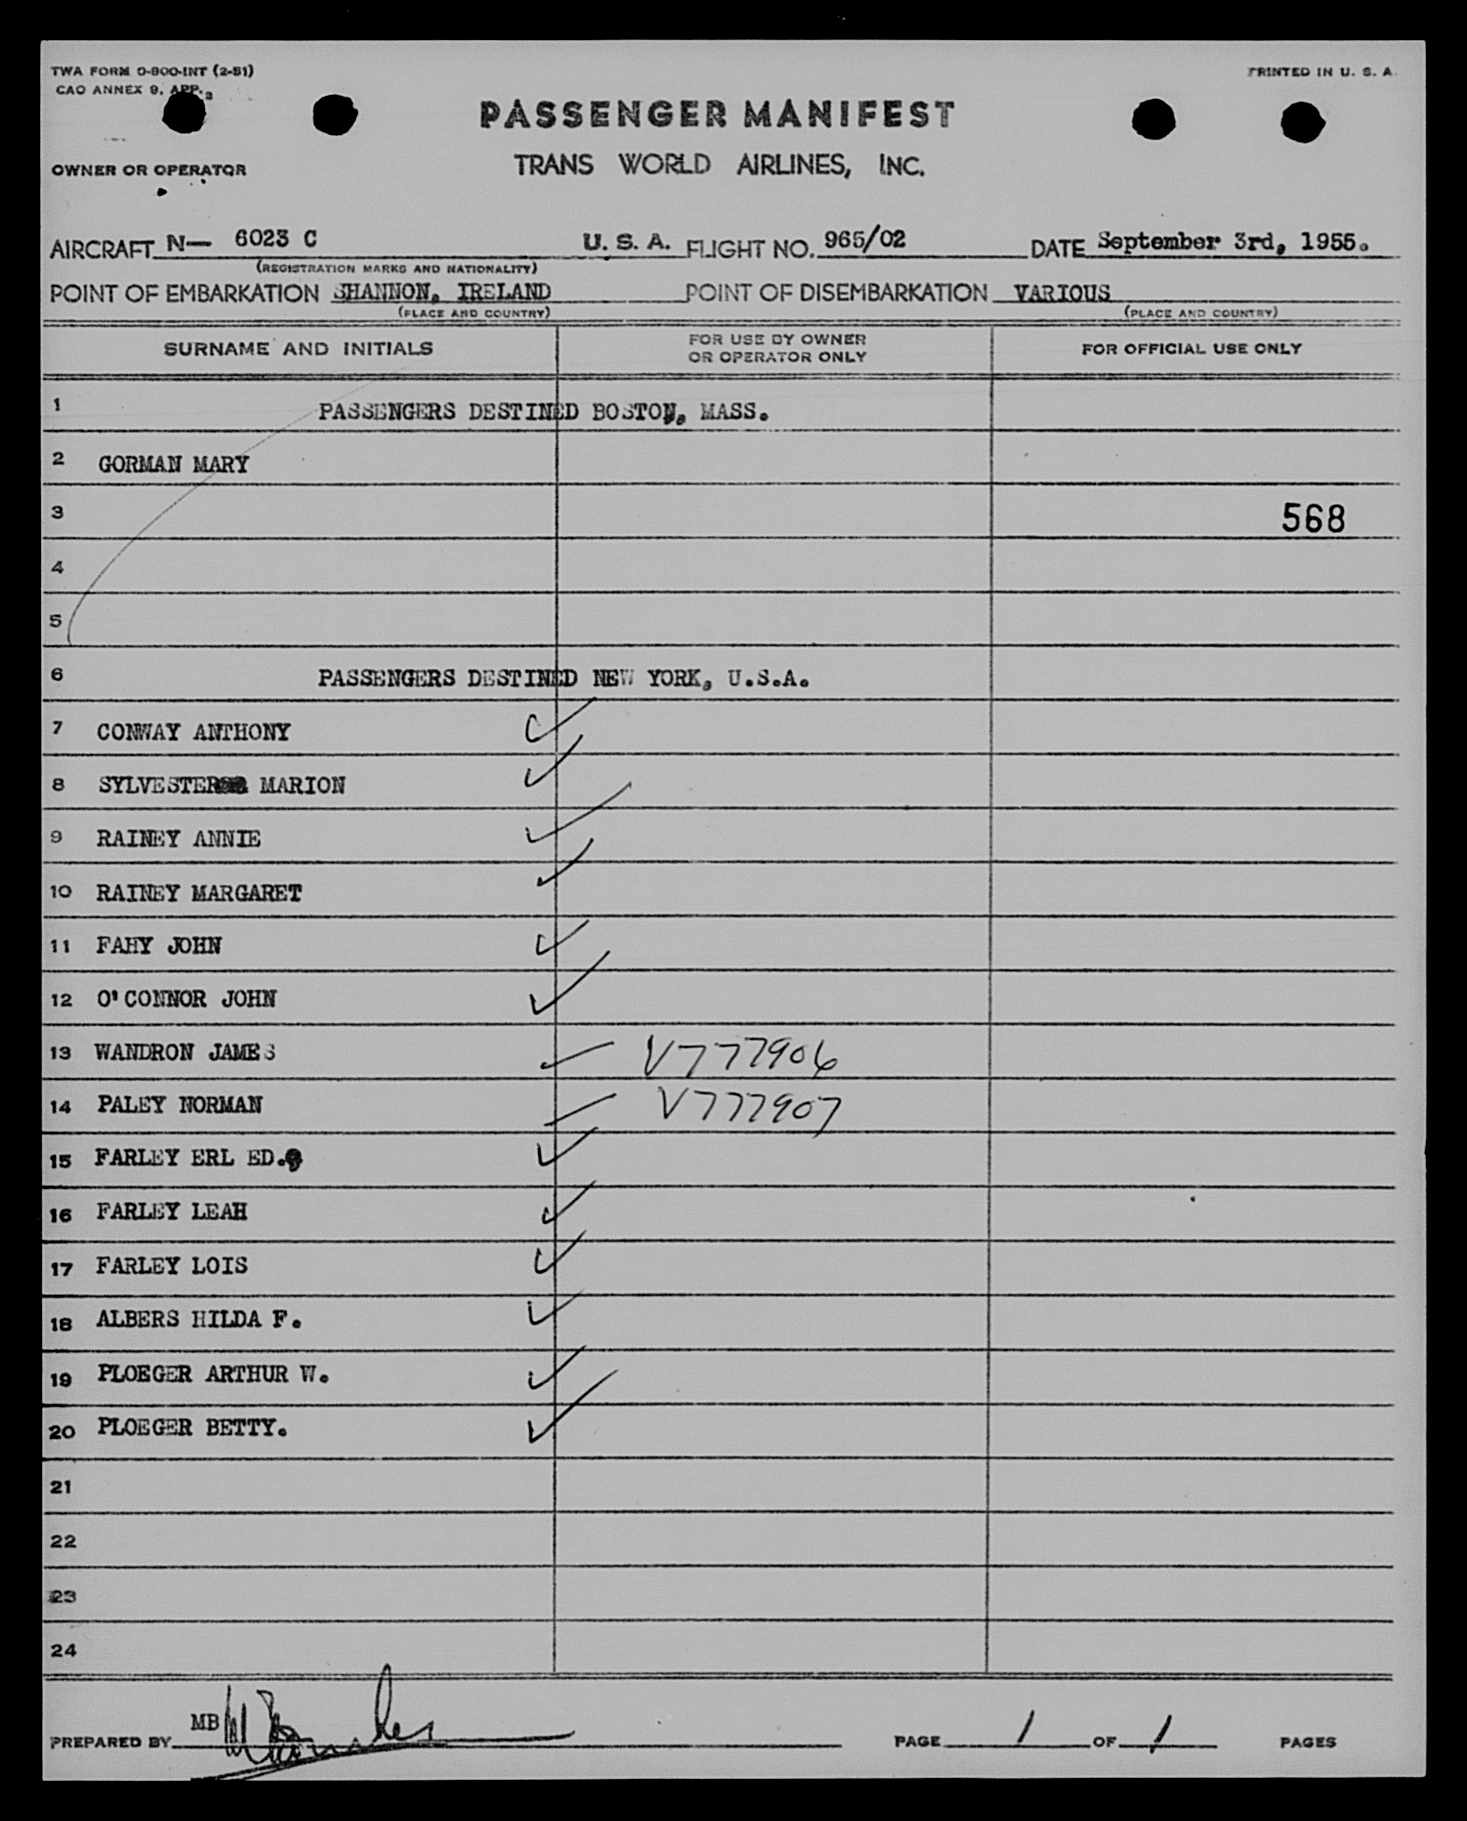 TWA FORM O-800-INT (2-51)
CAO ANNEX 9, APP. 2
PRINTED IN U. S. A.
PASSENGER MANIFEST
TRANS WORLD AIRLINES, INC.
OWNER OR OPERATOR
AIRCRAFT N— 6023 C U. S. A. FLIGHT NO. 965/02 DATE September 3rd, 1955.
(REGISTRATION MARKS AND NATIONALITY)
POINT OF EMBARKATION SHANNON, IRELAND POINT OF DISEMBARKATION VARIOUS
(PLACE AND COUNTRY) (PLACE AND COUNTRY)
SURNAME AND INITIALS FOR USE BY OWNER OR OPERATOR ONLY FOR OFFICIAL USE ONLY
1 PASSENGERS DESTINED BOSTON, MASS.
2 GORMAN MARY
3 568
4
5
6 PASSENGERS DESTINED NEW YORK, U.S.A.
7 CONWAY ANTHONY
8 SYLVESTER MARION
9 RAINEY ANNIE
10 RAINEY MARGARET
11 FAHY JOHN
12 O'CONNOR JOHN
13 WANDRON JAMES V777906
14 PALEY NORMAN V777907
15 FARLEY ERL ED.
16 FARLEY LEAH
17 FARLEY LOIS
18 ALBERS HILDA F.
19 PLOEGER ARTHUR W.
20 PLOEGER BETTY.
21
22
23
24
PREPARED BY MB PAGE 1 OF 1 PAGES